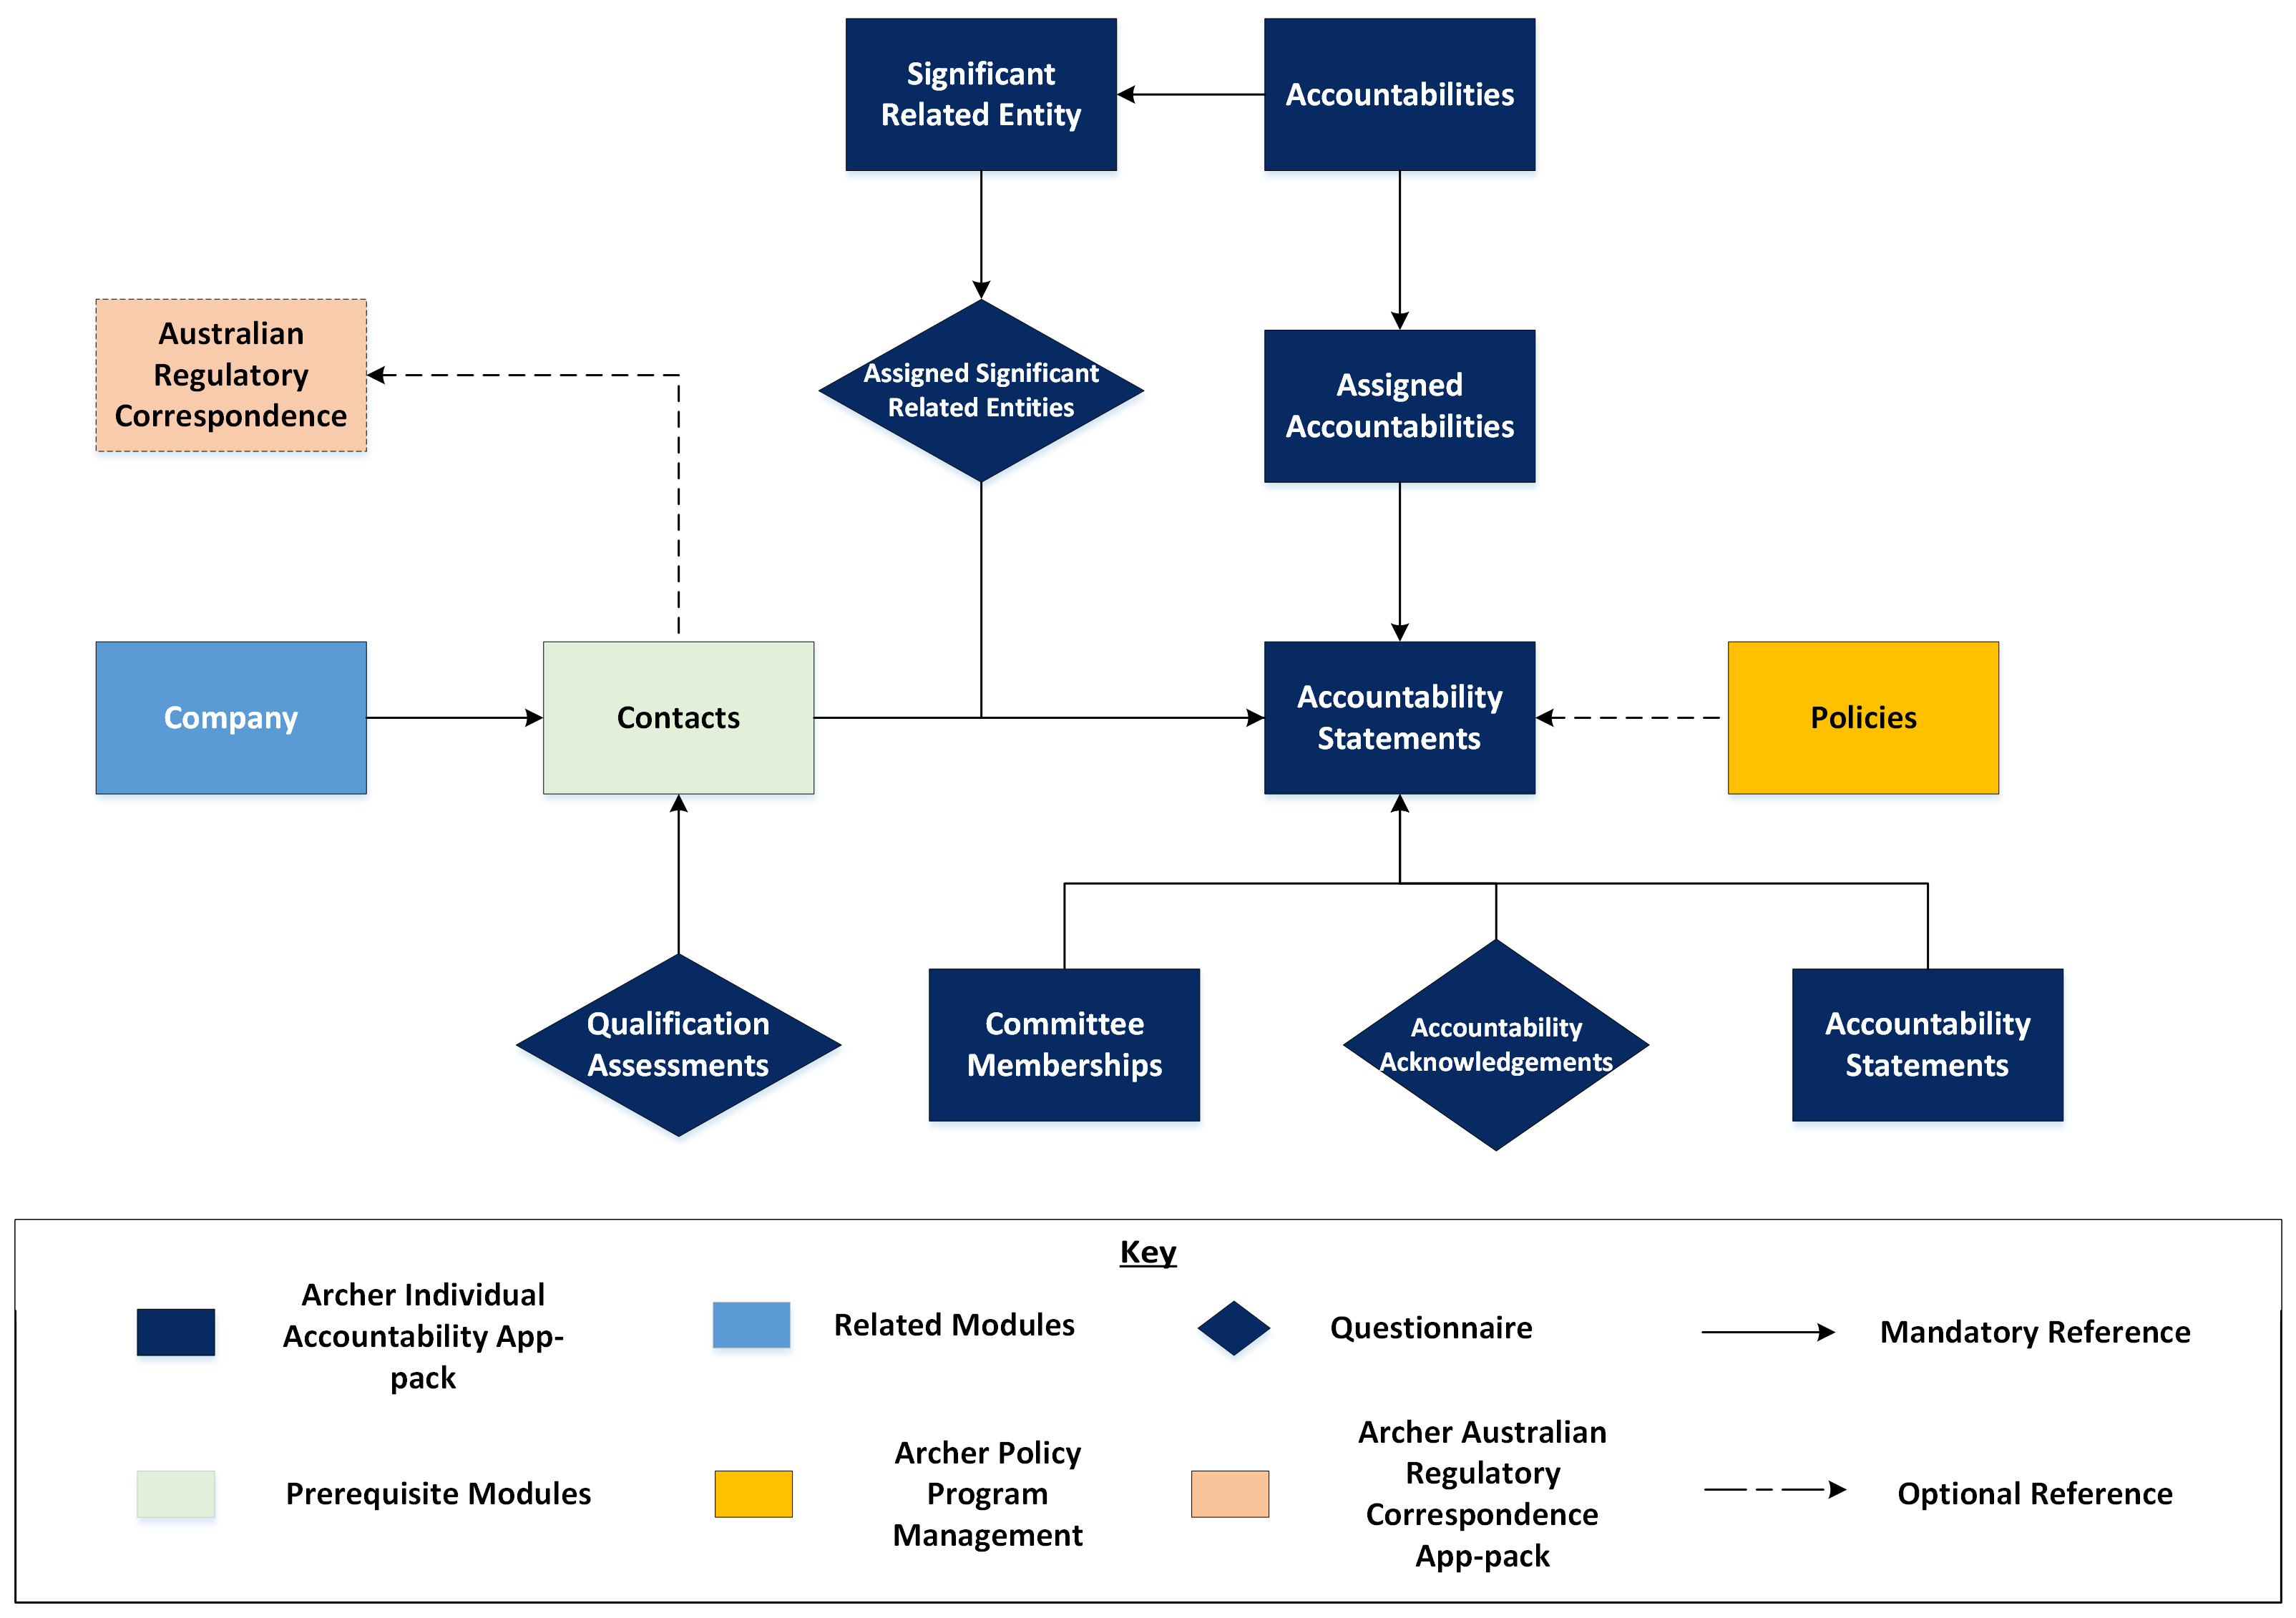 Significant
Related Entity
Accountabilities
Australian
Regulatory
Correspondence
Assigned Significant
Related Entities
Assigned
Accountabilities
Company
Contacts
Accountability
Statements
Policies
Qualification
Assessments
Committee
Memberships
Accountability
Acknowledgements
Accountability
Statements
Key
Archer Individual
Accountability App-
pack
Related Modules
Questionnaire
Mandatory Reference
Prerequisite Modules
Archer Policy
Program
Management
Archer Australian
Regulatory
Correspondence
App-pack
Optional Reference